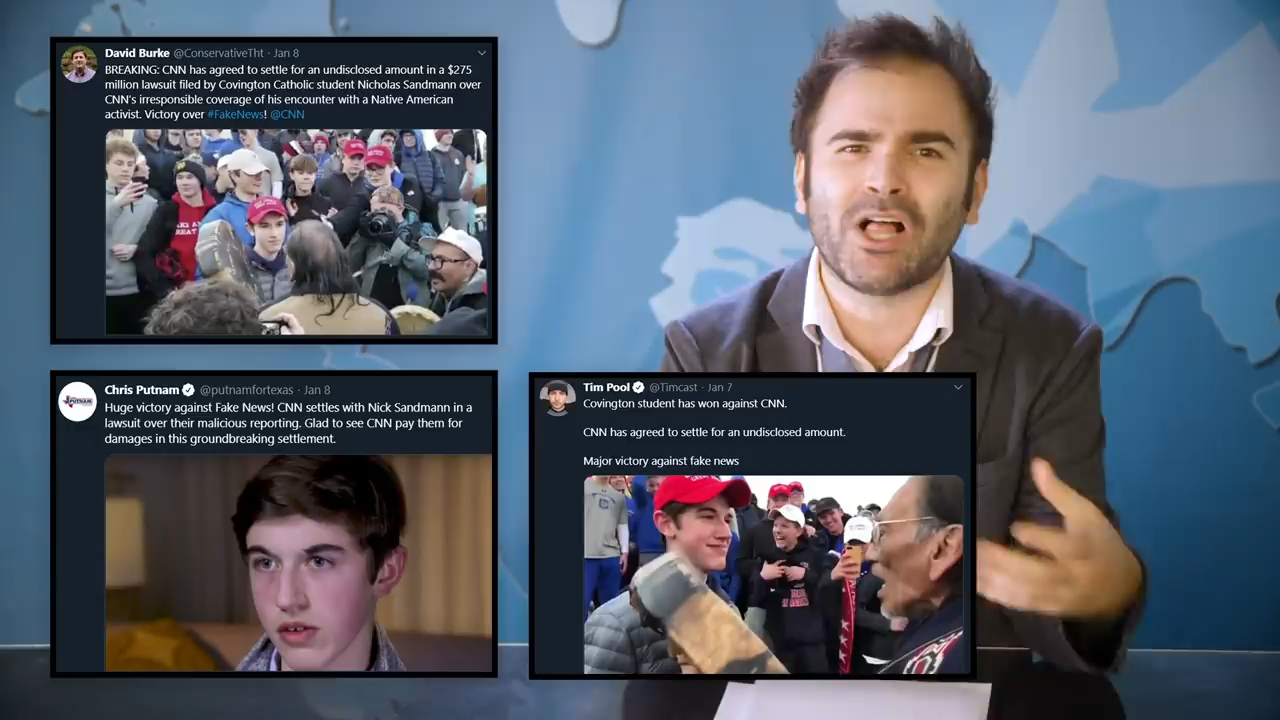 David Burke @ConservativeTht · Jan 8
BREAKING: CNN has agreed to settle for an undisclosed amount in a $275
million lawsuit filed by Covington Catholic student Nicholas Sandmann over
CNN's irresponsible coverage of his encounter with a Native American
activist. Victory over #FakeNews! @CNN
Chris Putnam @putnamfortexas · Jan 8
Huge victory against Fake News! CNN settles with Nick Sandmann in a
lawsuit over their malicious reporting. Glad to see CNN pay them for
damages in this groundbreaking settlement.
Tim Pool @Timcast · Jan 7
Covington student has won against CNN.
CNN has agreed to settle for an undisclosed amount.
Major victory against fake news